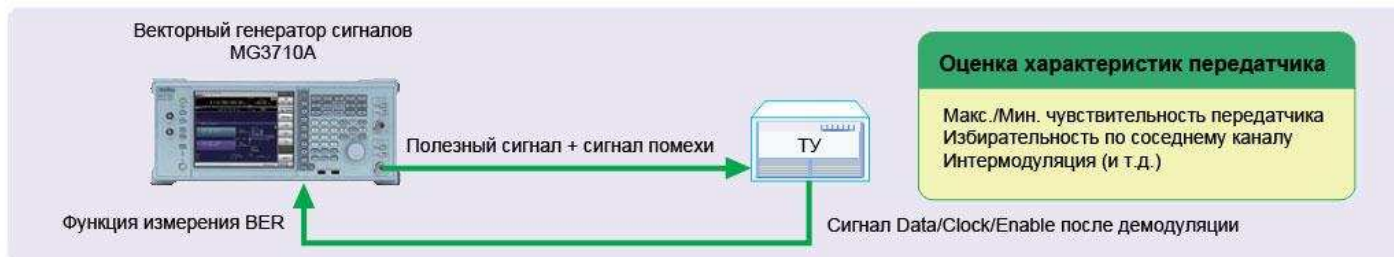 Векторный генератор сигналов
MG3710A
Оценка характеристик передатчика
Макс./Мин. чувствительность передатчика
Избирательность по соседнему каналу
Интермодуляция (и т.д.)
Полезный сигнал + сигнал помехи
ТУ
Функция измерения BER
Сигнал Data/Clock/Enable после демодуляции